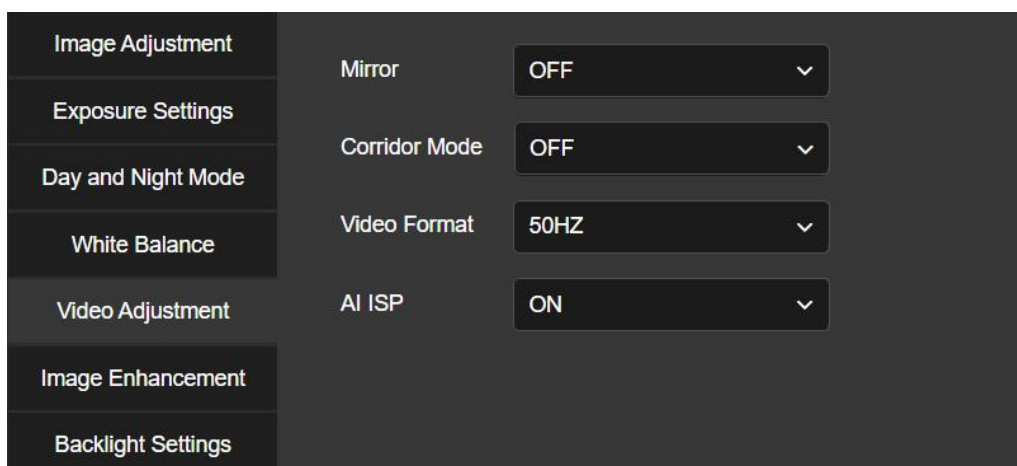 Image Adjustment
Exposure Settings
Day and Night Mode
White Balance
Video Adjustment
Image Enhancement
Backlight Settings
Mirror OFF
Corridor Mode OFF
Video Format 50HZ
AI ISP ON